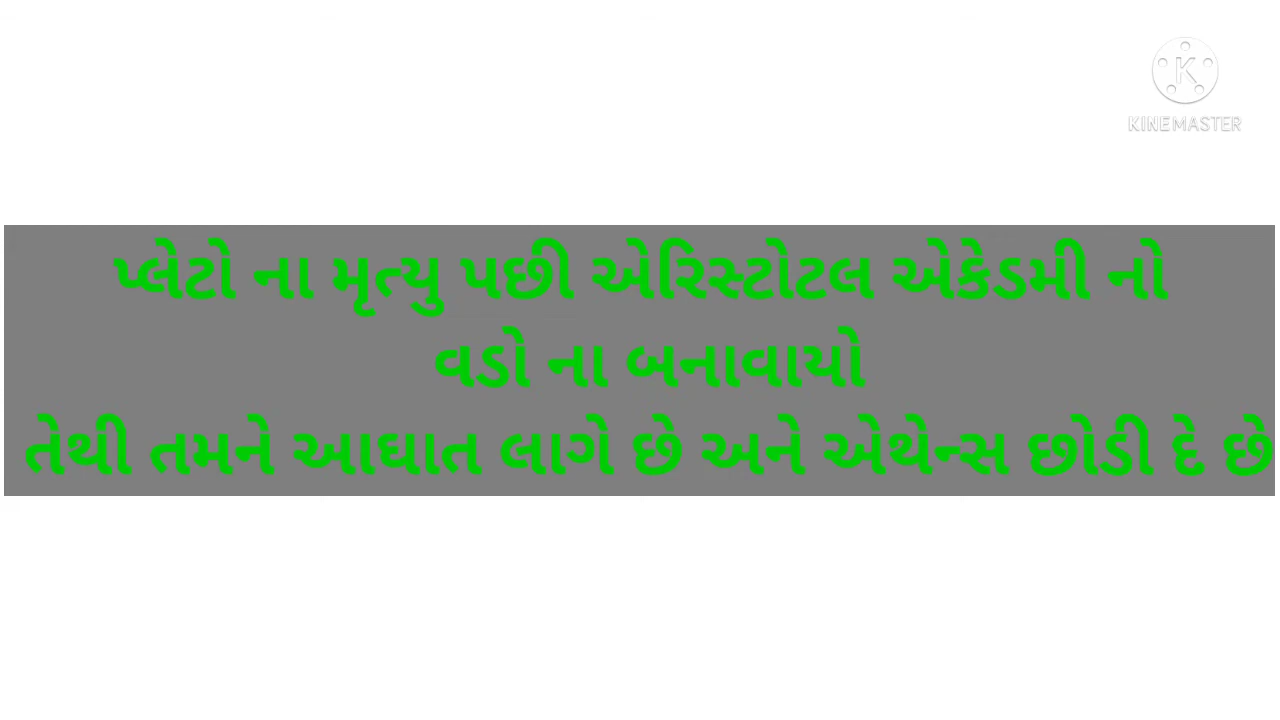 KINEMASTER
પ્લેટો ના મૃત્યુ પછી એરિસ્ટોટલ એકેડમી નો
વડો ના બનાવાયો
તેથી તમને આઘાત લાગે છે અને એથેન્સ છોડી દે છે